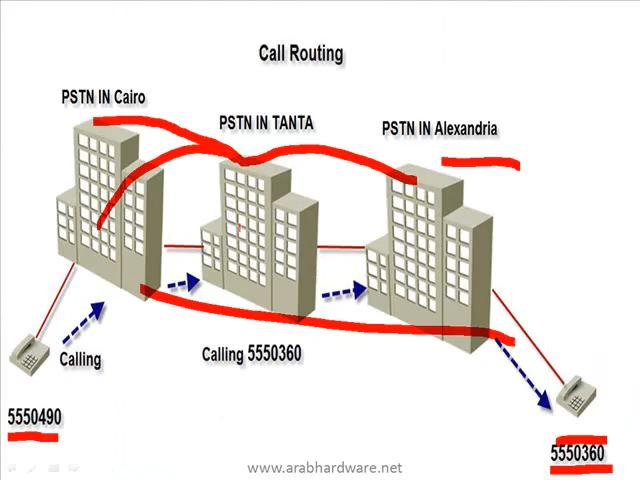 Call Routing
PSTN IN Cairo
PSTN IN TANTA
PSTN IN Alexandria
Calling
Calling 5550360
5550490
5550360
www.arabhardware.net